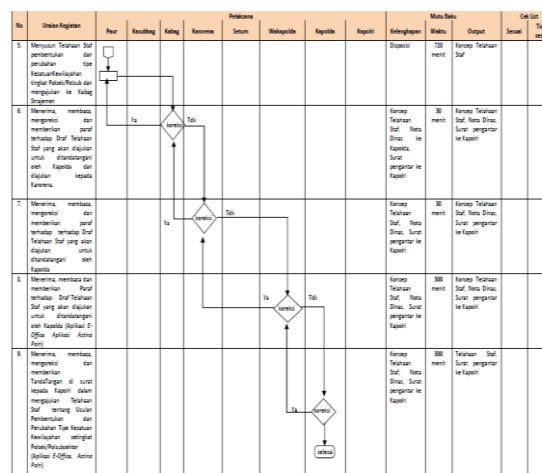 No
Uraian Kegiatan
Pelaksana
Mutu Baku
Cek List
Paur
Kasubbag
Kabag
Karorena
Setum
Wakapolda
Kapolda
Kapolri
Kelengkapan
Waktu
Output
Sesuai
5.
Menyusun Telahaan Staf
pembentukan dan
perubahan tipe
KesatuanKewilayahan
tingkat Polsek/Polsub dan
mengajukan ke Kabag
Strajemen
Disposisi
720
menit
Konsep Telahaan
Staf
6.
Menerima, membaca,
mengoreksi dan
memberikan paraf
terhadap Draf Telahaan
Staf yang akan diajukan
untuk ditandatangani
oleh Kapolda dan
diajukan kepada
Karorena.
Ya
koreksi
Tdk
Konsep
Telahaan
Staf, Nota
Dinas ke
Kapolda,
Surat
pengantar ke
Kapolri
30
menit
Konsep Telahaan
Staf, Nota Dinas,
Surat pengantar
ke Kapolri
7.
Menerima, membaca,
mengoreksi dan
memberikan paraf
terhadap terhadap Draf
Telahaan Staf yang akan
diajukan untuk
ditandatangani oleh
Kapolda
Ya
koreksi
Tdk
Konsep
Telahaan
Staf, Nota
Dinas, Surat
pengantar ke
Kapolri
30
menit
Konsep Telahaan
Staf, Nota Dinas,
Surat pengantar
ke Kapolri
8.
Menerima, membaca dan
memberikan Paraf
terhadap Draf Telahaan
Staf yang akan diajukan
untuk ditandatangani
oleh Kapolda (Aplikasi E-
Office Aplikasi Astina
Polri)
Ya
koreksi
Tdk
Konsep
Telahaan
Staf, Nota
Dinas, Surat
pengantar ke
Kapolri
300
menit
Konsep Telahaan
Staf, Nota Dinas,
Surat pengantar
ke Kapolri
9.
Menerima, membaca,
mengoreksi dan
memberikan
TandaTangan di surat
kepada Kapolri dalam
mengajukan Telahaan
Staf tentang Usulan
Pembentukan dan
Perubahan Tipe Kesatuan
Kewilayahan setingkat
Polsek/Polsubsektor
(Aplikasi E-Office, Astina
Polri)
Ya
koreksi
selesai
Konsep
Telahaan
Staf, Nota
Dinas, Surat
pengantar ke
Kapolri
300
menit
Telahaan Staf,
Surat pengantar
ke Kapolri